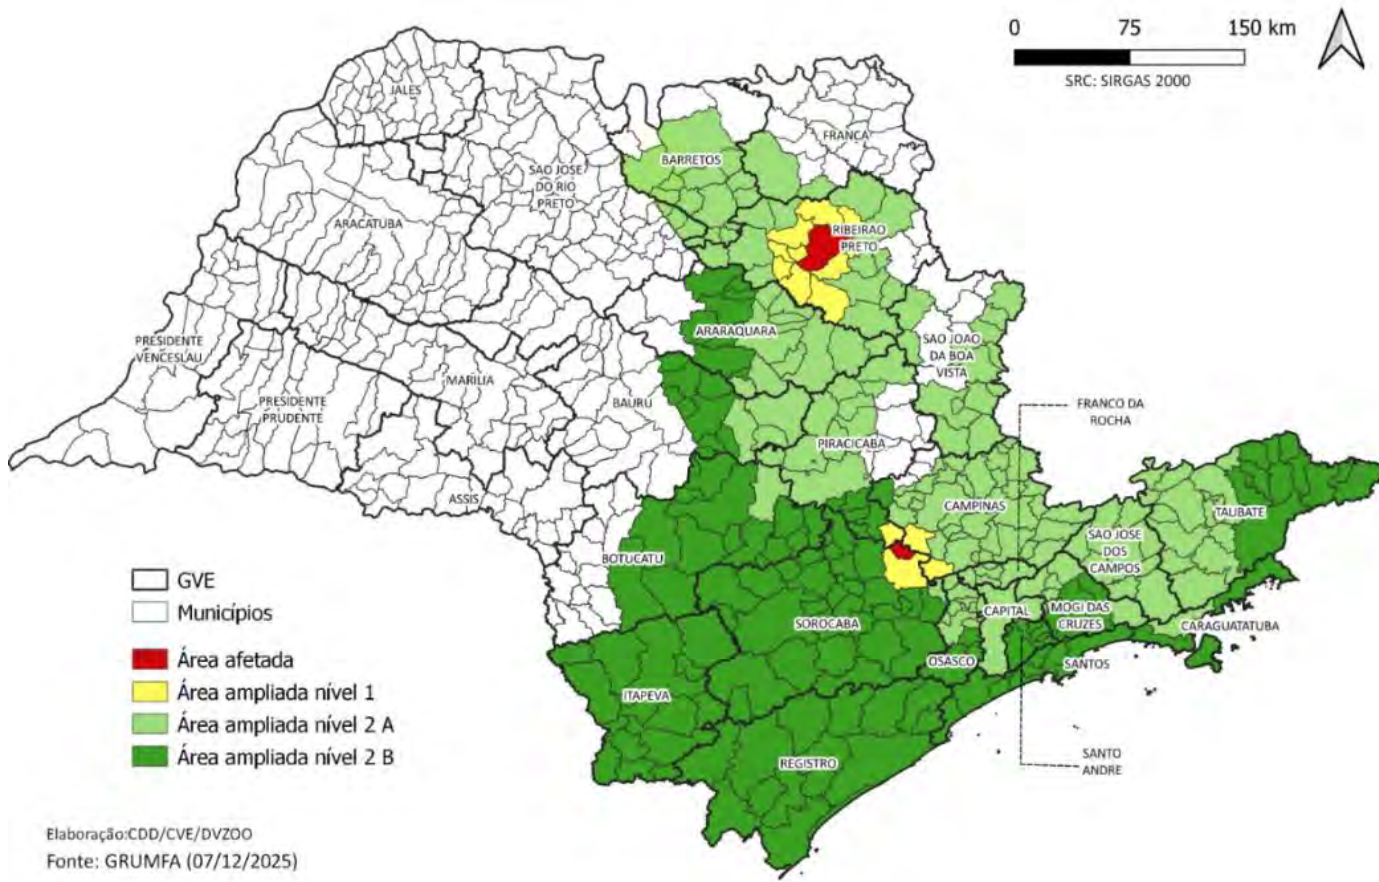 0 75 150 km
SRC: SIRGAS 2000
JALES
FRANCA
BARRETOS
SAO JOSE
DO RIO
PRETO
ARACATUBA
RIBEIRAO
PRETO
ARARAQUARA
SAO JOAO
DA BOA
VISTA
PRESIDENTE
VENCESLAU
MARILIA
PRESIDENTE
PRUDENTE
BAURU
FRANCO DA
ROCHA
PIRACICABA
ASSIS
CAMPINAS
TAUBATE
SAO JOSE
DOS
CAMPOS
BOTUCATU
CAPITAL
MOGI DAS
CRUZES
SOROCABA
CARAGUATATUBA
OSASCO
SANTOS
ITAPEVA
REGISTRO
SANTO
ANDRE
GVE
Municípios
Área afetada
Área ampliada nível 1
Área ampliada nível 2 A
Área ampliada nível 2 B
Elaboração:CDD/CVE/DVZOO
Fonte: GRUMFA (07/12/2025)